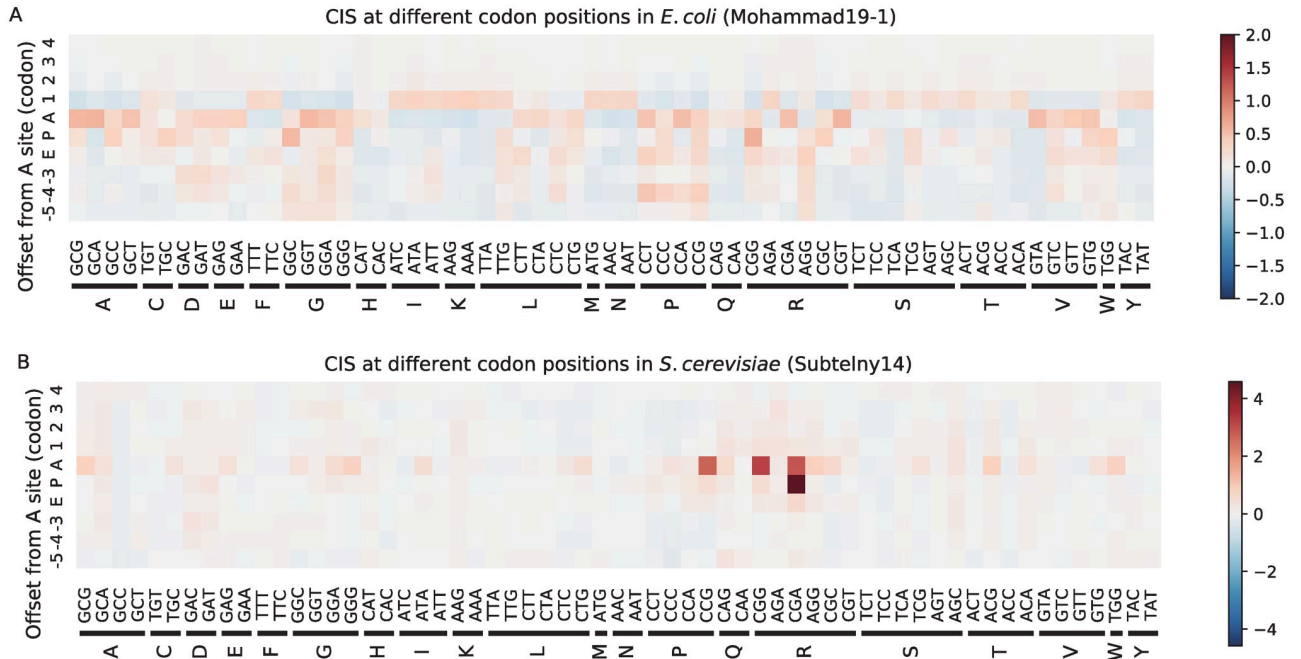 A
CIS at different codon positions in E. coli (Mohammad19-1)
Offset from A site (codon)
-5-4-3 E P A 1 2 3 4
GCG GCA GCC GCT TGT TGC GAC GAT GAG GAA TTT TTC GGC GGT GGA GGG CAT CAC ATC ATA ATT AAG AAA TTA TTG CTT CTA CTC CTG ATG AAC AAT CCT CCC CCA CCG CAG CAA CGG AGA CGA AGG CGC CGT TCT TCC TCA TCG AGT AGC ACT ACG ACC ACA GTA GTC GTT GTG TGG TAC TAT
A C D E F G H I K L M N P Q R S T V W Y
2.0
1.5
1.0
0.5
0.0
−0.5
−1.0
−1.5
−2.0
B
CIS at different codon positions in S. cerevisiae (Subtelny14)
Offset from A site (codon)
-5-4-3 E P A 1 2 3 4
GCG GCA GCC GCT TGT TGC GAC GAT GAG GAA TTT TTC GGC GGT GGA GGG CAT CAC ATC ATA ATT AAG AAA TTA TTG CTT CTA CTC CTG ATG AAC AAT CCT CCC CCA CCG CAG CAA CGG AGA CGA AGG CGC CGT TCT TCC TCA TCG AGT AGC ACT ACG ACC ACA GTA GTC GTT GTG TGG TAC TAT
A C D E F G H I K L M N P Q R S T V W Y
4
2
0
−2
−4